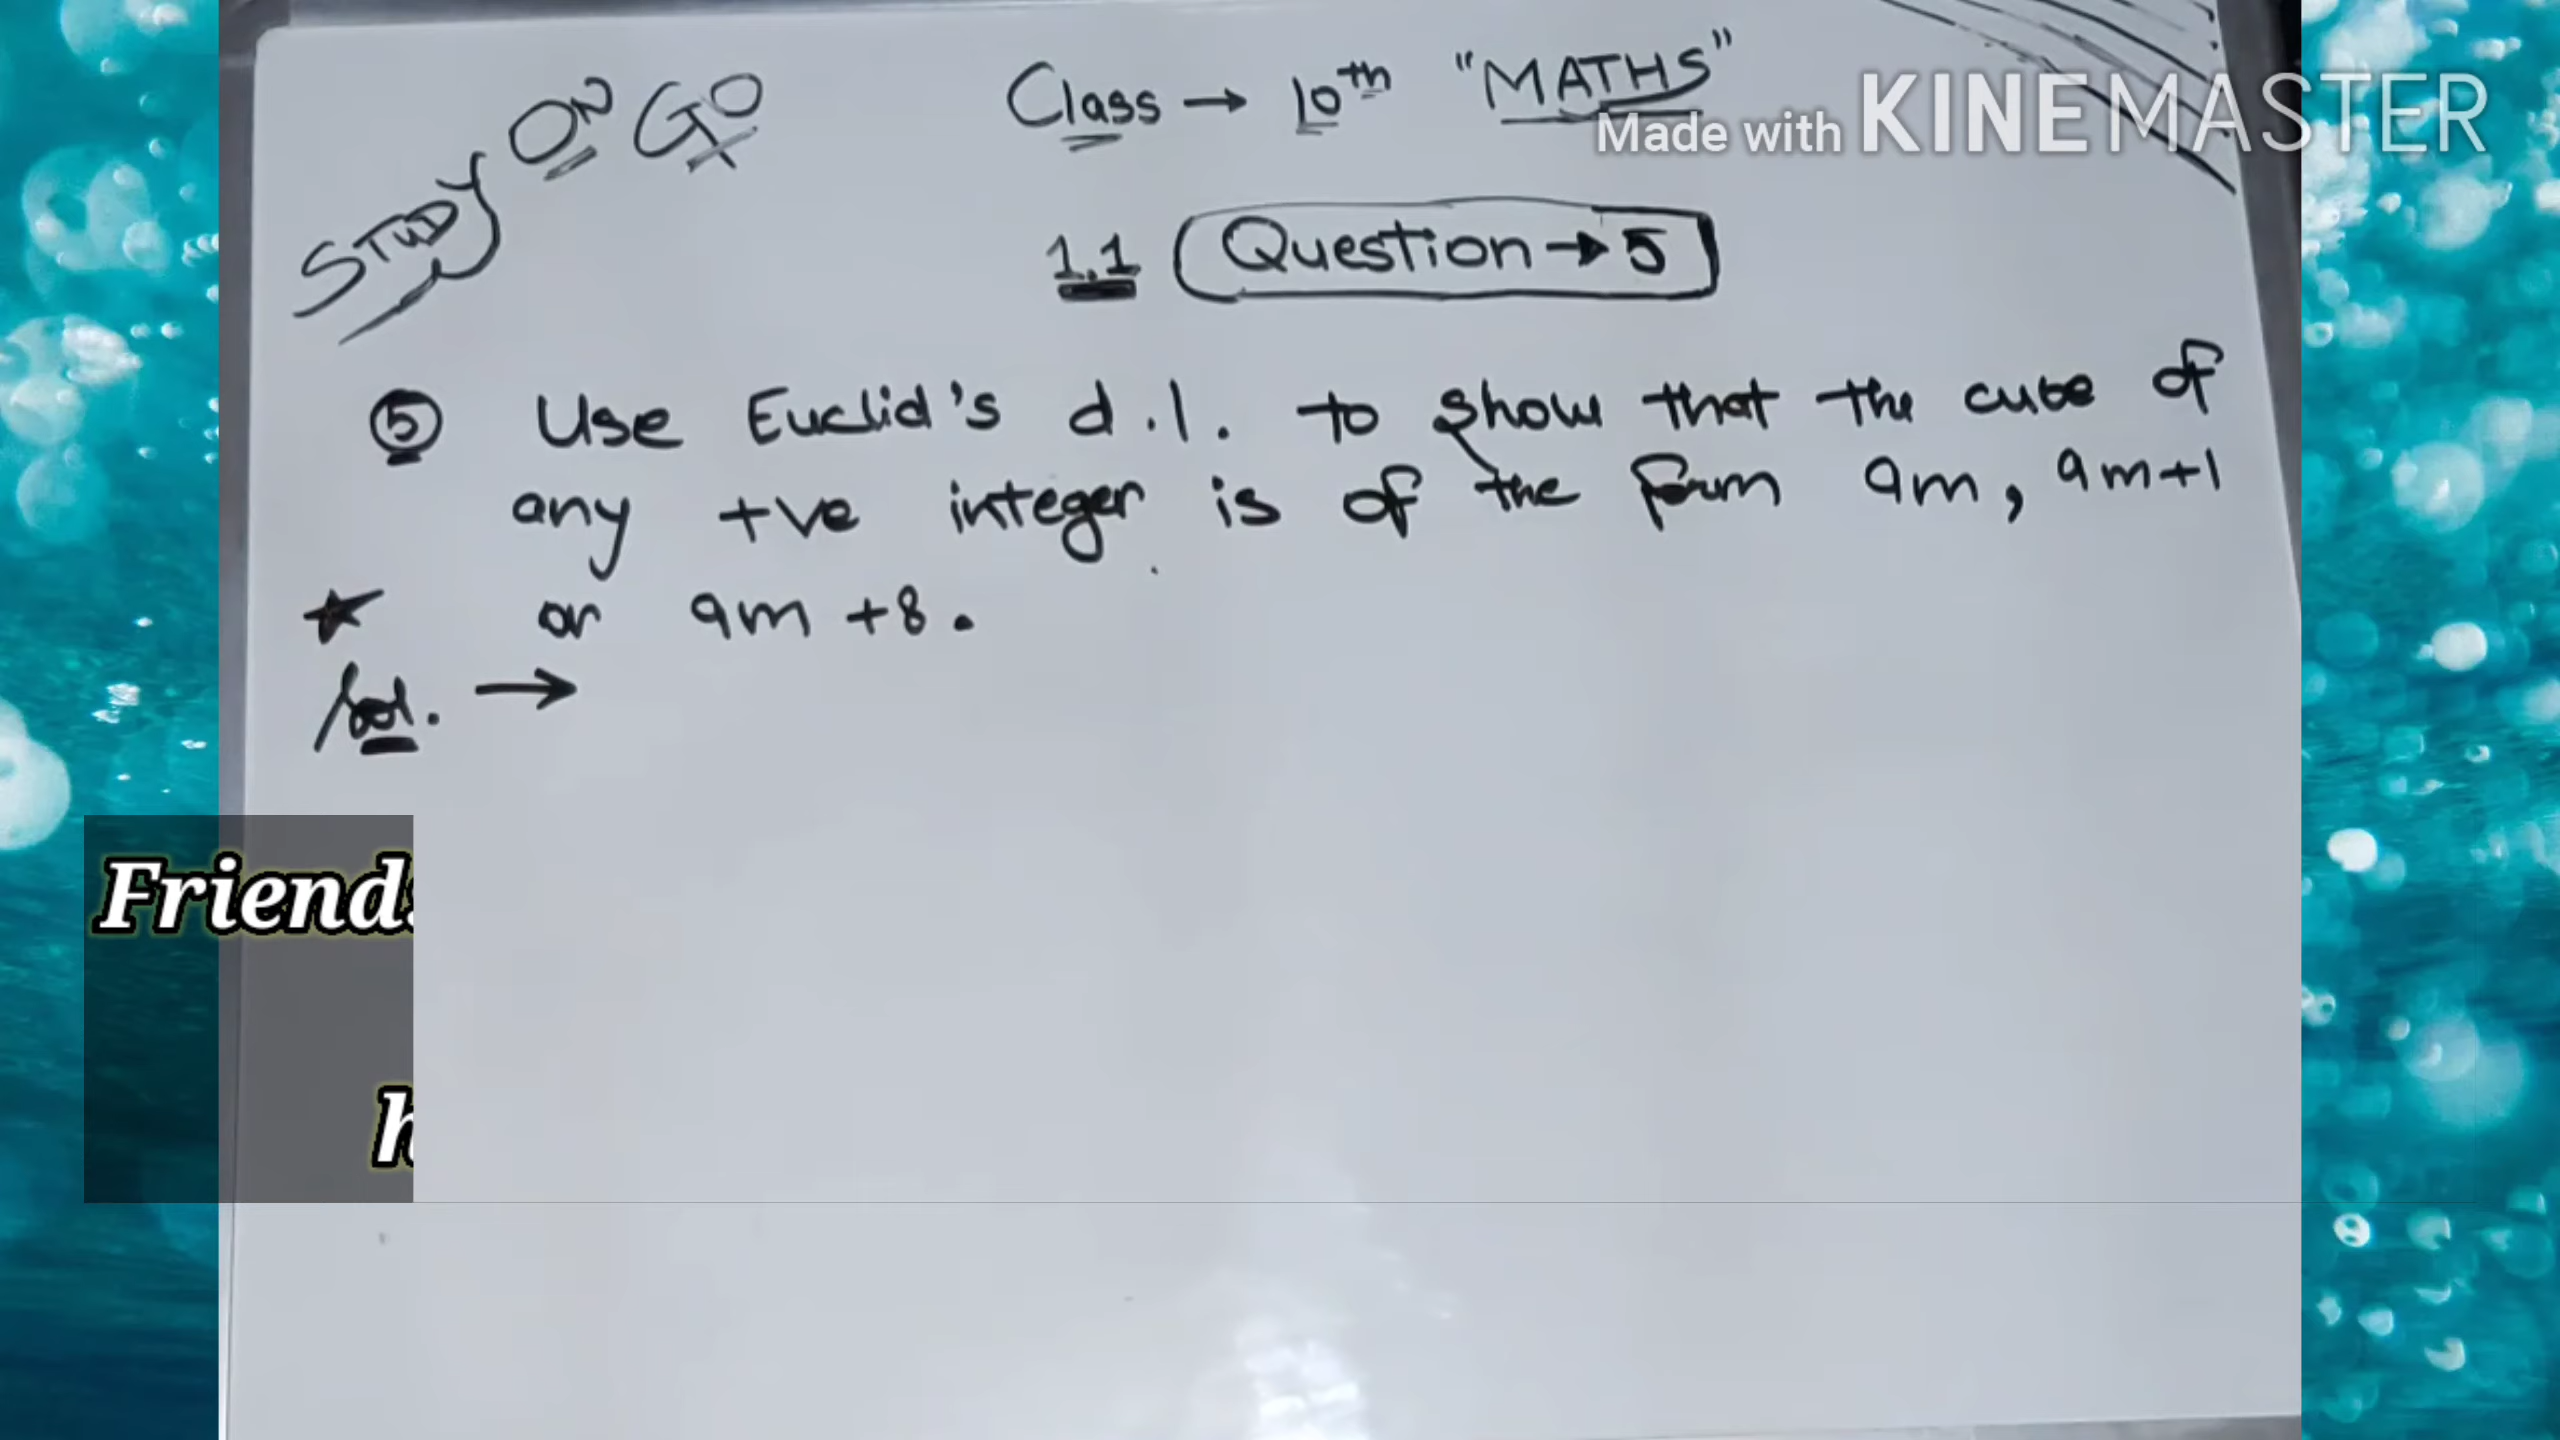 STUDY ON GO
Class → 10th "MATHS"
Made with KINEMASTER
1.1 Question → 5
⑤ Use Euclid's d.l. to show that the cube of
any +ve integer is of the form 9m, 9m+1
★ or 9m +8.
Sol. →
Friends
h